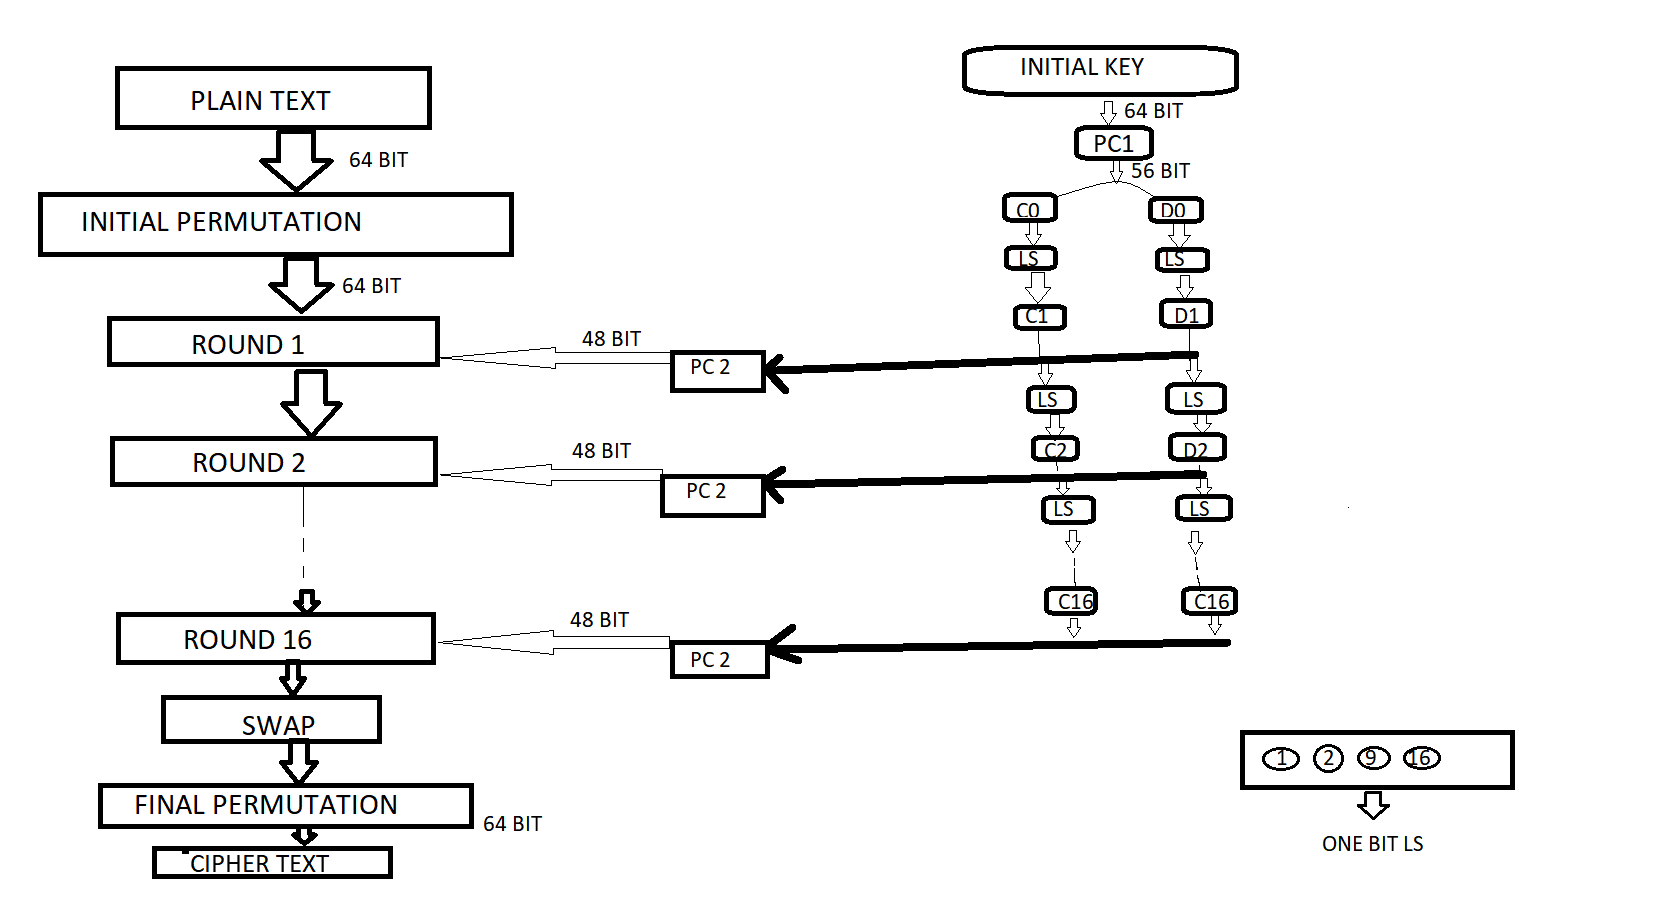 PLAIN TEXT
64 BIT
INITIAL PERMUTATION
64 BIT
ROUND 1
48 BIT
PC 2
ROUND 2
48 BIT
PC 2
ROUND 16
48 BIT
PC 2
SWAP
FINAL PERMUTATION
64 BIT
CIPHER TEXT
INITIAL KEY
64 BIT
PC1
56 BIT
C0 D0
LS LS
C1 D1
LS LS
C2 D2
LS LS
C16 C16
1 2 9 16
ONE BIT LS